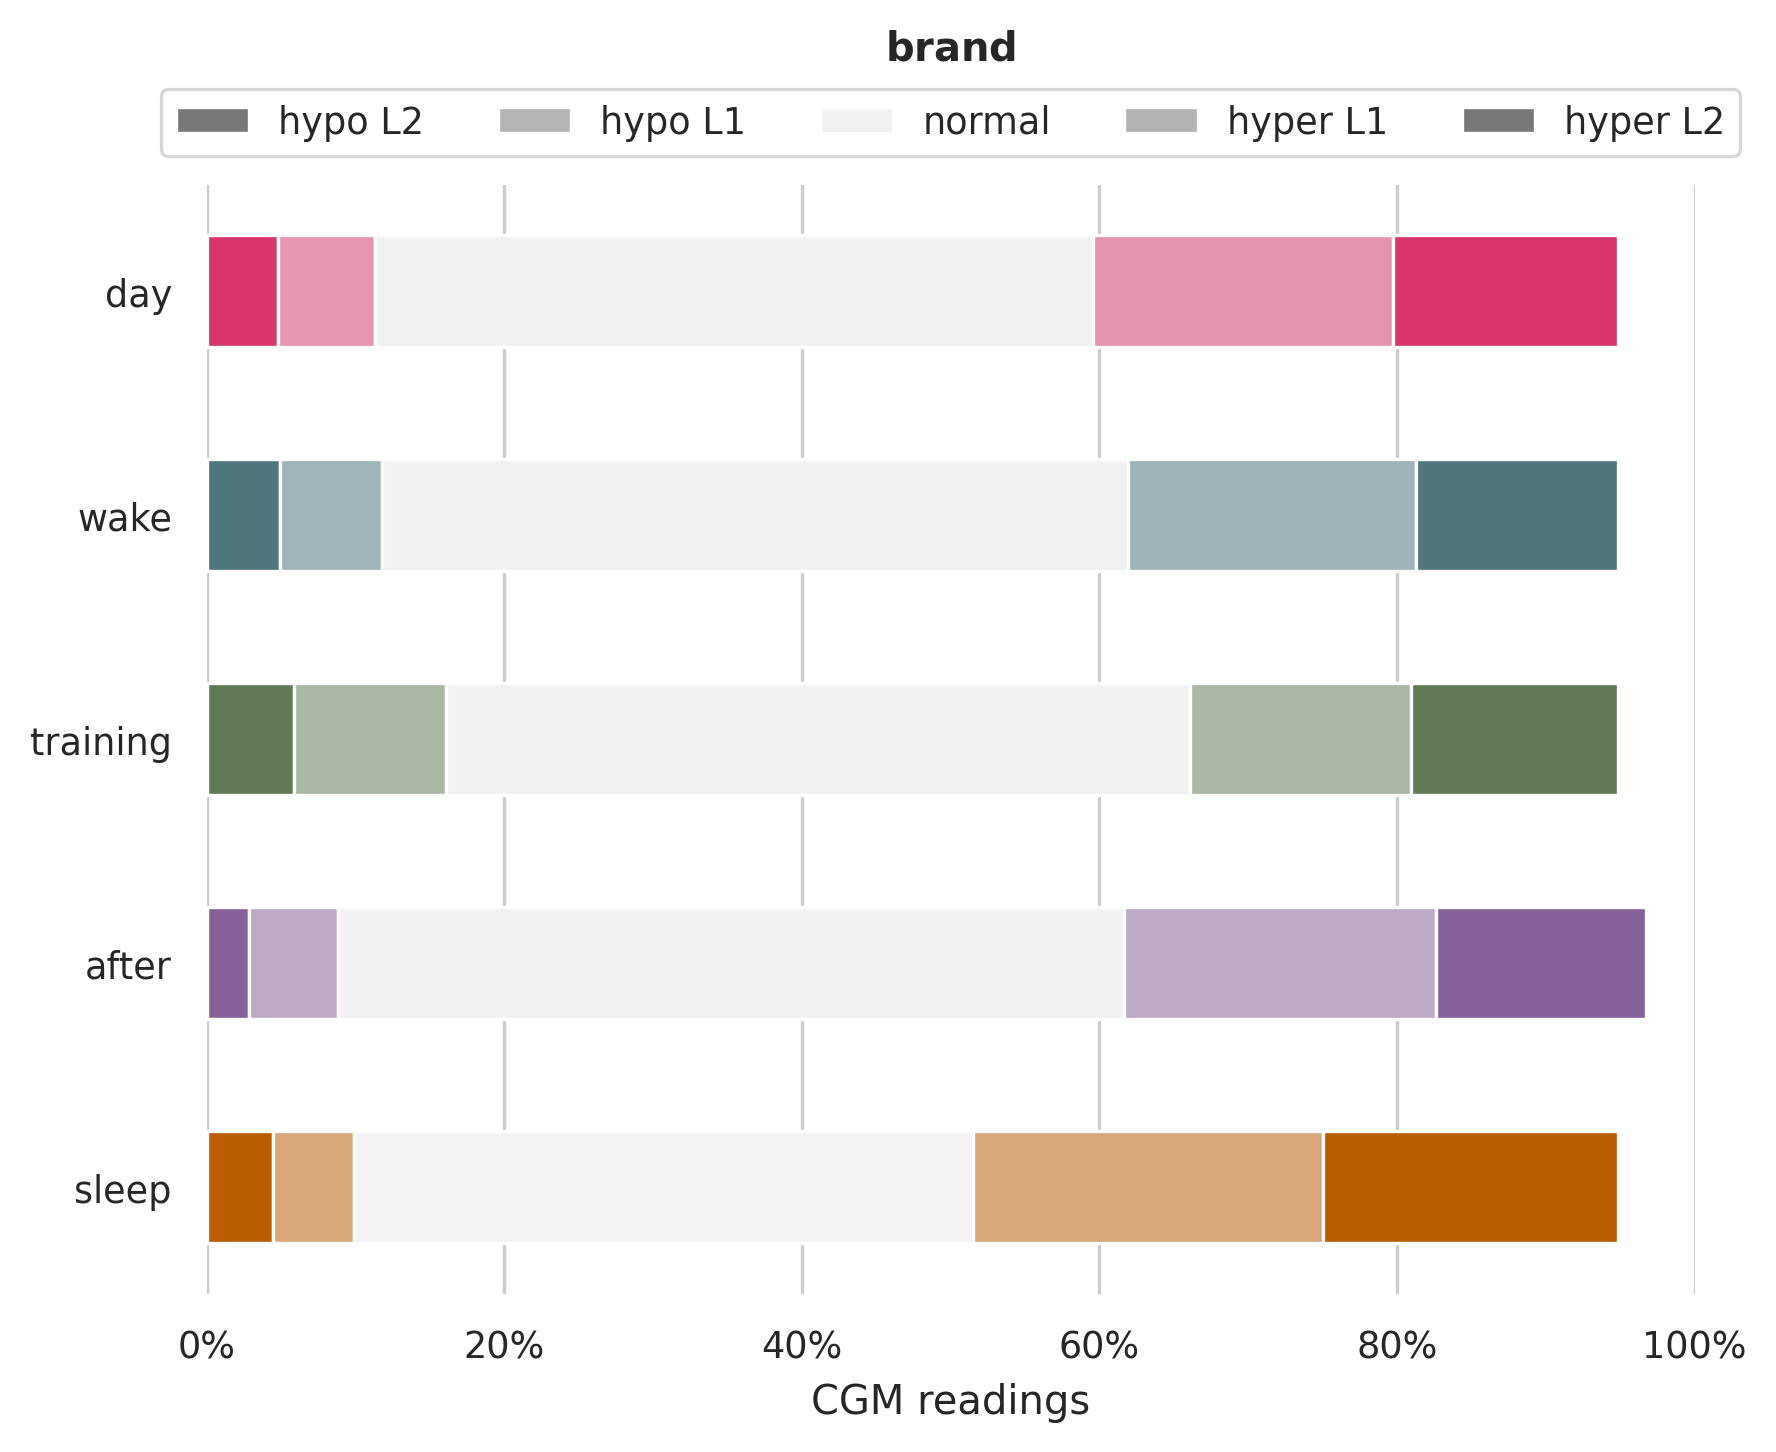 brand
hypo L2 hypo L1 normal hyper L1 hyper L2
day
wake
training
after
sleep
0% 20% 40% 60% 80% 100%
CGM readings